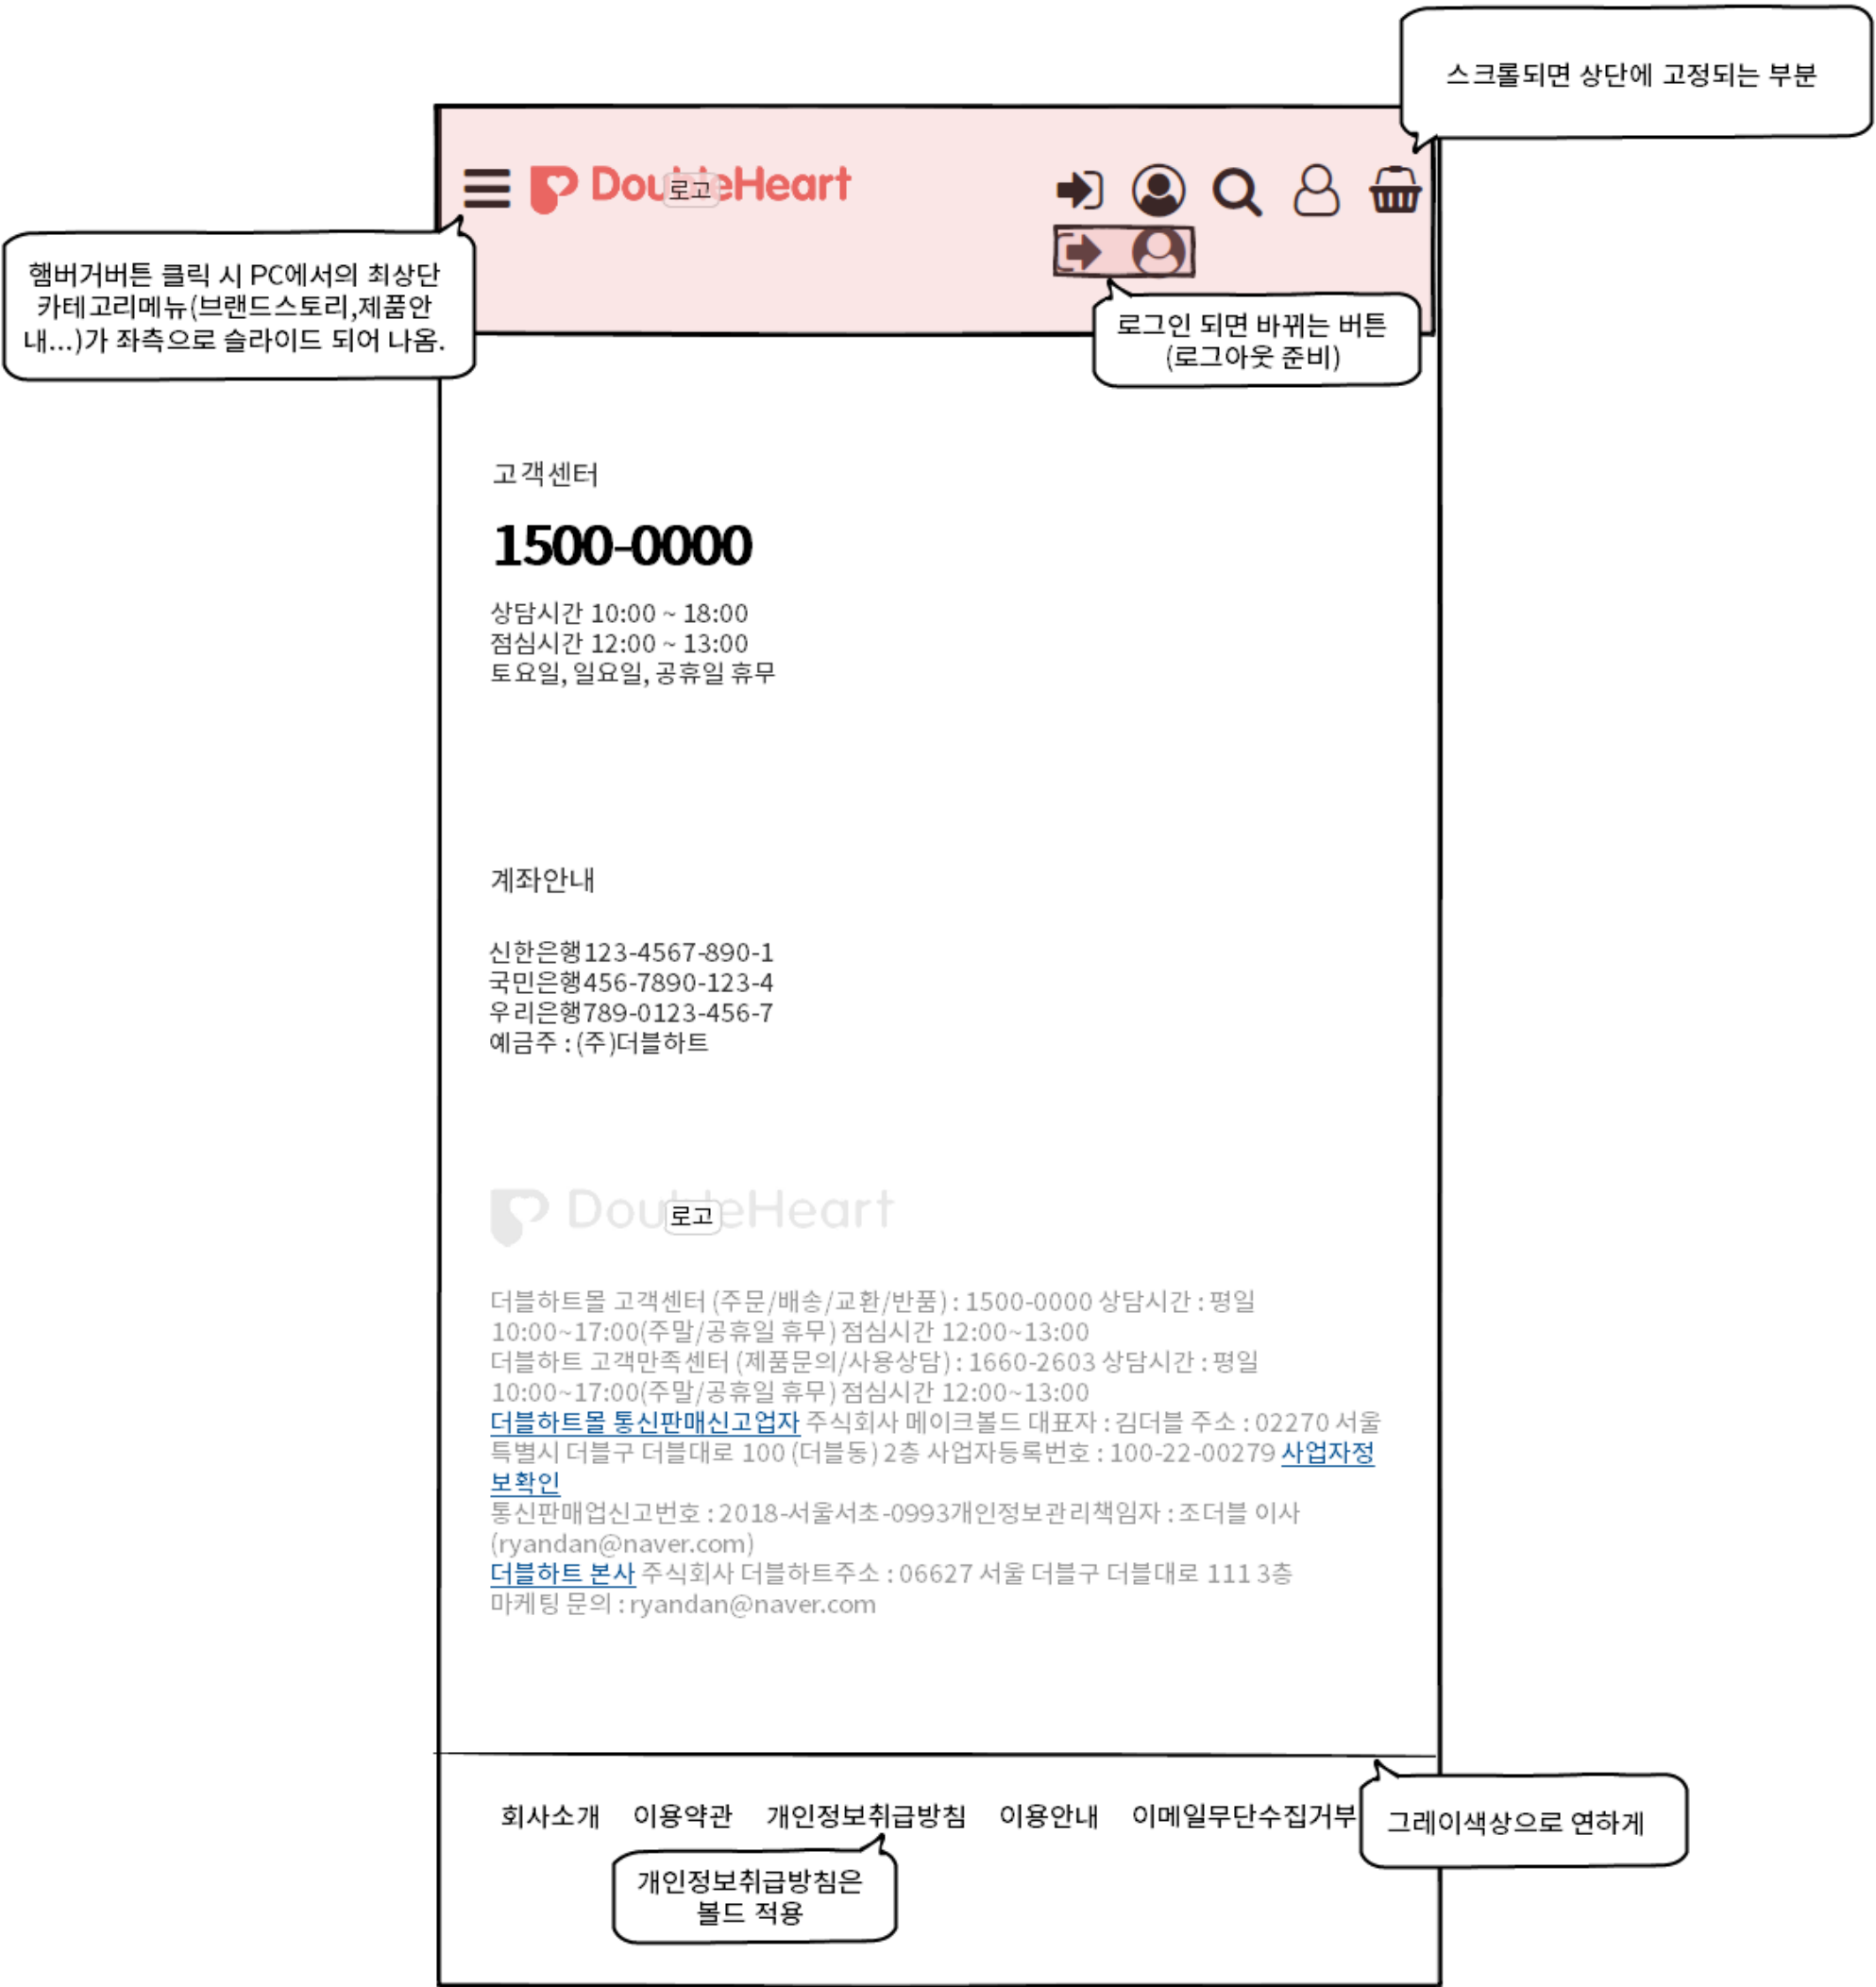 스크롤되면 상단에 고정되는 부분
DoubleHeart
로고
햄버거버튼 클릭 시 PC에서의 최상단
카테고리메뉴(브랜드스토리,제품안
내...)가 좌측으로 슬라이드 되어 나옴.
로그인 되면 바뀌는 버튼
(로그아웃 준비)
고객센터
1500-0000
상담시간 10:00 ~ 18:00
점심시간 12:00 ~ 13:00
토요일, 일요일, 공휴일 휴무
계좌안내
신한은행123-4567-890-1
국민은행456-7890-123-4
우리은행789-0123-456-7
예금주 : (주)더블하트
DoubleHeart
로고
더블하트몰 고객센터 (주문/배송/교환/반품) : 1500-0000 상담시간 : 평일
10:00~17:00(주말/공휴일 휴무) 점심시간 12:00~13:00
더블하트 고객만족센터 (제품문의/사용상담) : 1660-2603 상담시간 : 평일
10:00~17:00(주말/공휴일 휴무) 점심시간 12:00~13:00
더블하트몰 통신판매신고업자 주식회사 메이크볼드 대표자 : 김더블 주소 : 02270 서울
특별시 더블구 더블대로 100 (더블동) 2층 사업자등록번호 : 100-22-00279 사업자정
보확인
통신판매업신고번호 : 2018-서울서초-0993개인정보관리책임자 : 조더블 이사
(ryandan@naver.com)
더블하트 본사 주식회사 더블하트주소 : 06627 서울 더블구 더블대로 111 3층
마케팅 문의 : ryandan@naver.com
회사소개 이용약관 개인정보취급방침 이용안내 이메일무단수집거부
그레이색상으로 연하게
개인정보취급방침은
볼드 적용